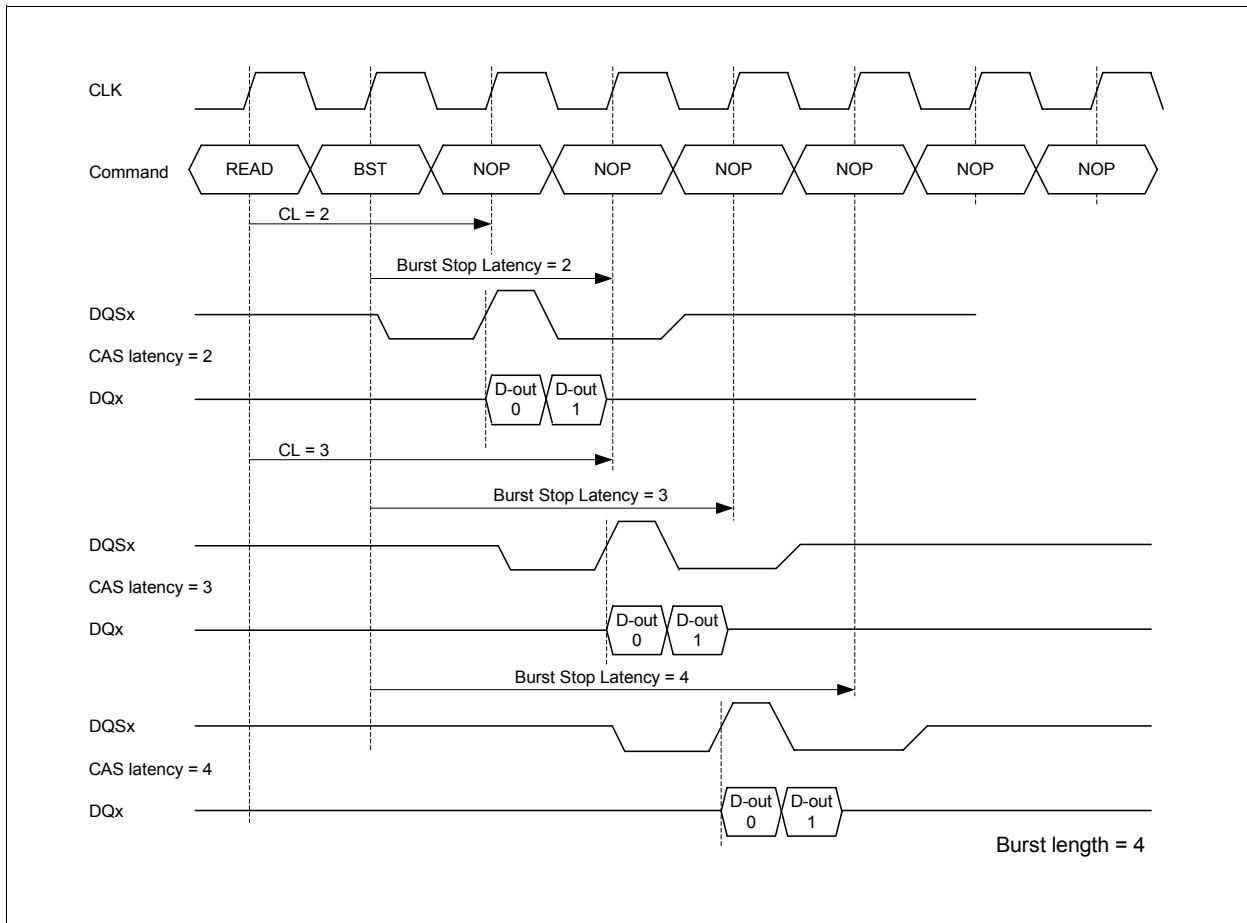 CLK
Command
READ
BST
NOP
NOP
NOP
NOP
NOP
NOP
CL = 2
Burst Stop Latency = 2
DQSx
CAS latency = 2
DQx
D-out
0
D-out
1
CL = 3
Burst Stop Latency = 3
DQSx
CAS latency = 3
DQx
D-out
0
D-out
1
Burst Stop Latency = 4
DQSx
CAS latency = 4
DQx
D-out
0
D-out
1
Burst length = 4